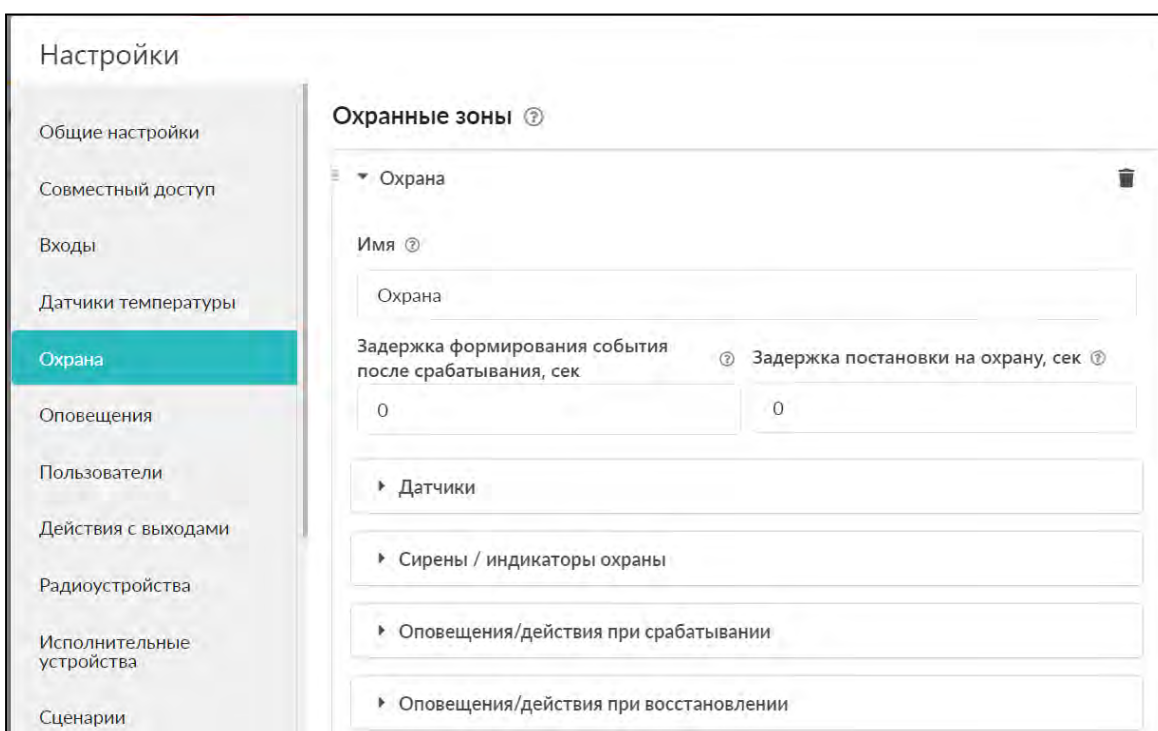 Настройки
Общие настройки
Совместный доступ
Входы
Датчики температуры
Охрана
Оповещения
Пользователи
Действия с выходами
Радиоустройства
Исполнительные
устройства
Сценарии
Охранные зоны
Охрана
Имя
Охрана
Задержка формирования события
после срабатывания, сек
0
Задержка постановки на охрану, сек
0
Датчики
Сирены / индикаторы охраны
Оповещения/действия при срабатывании
Оповещения/действия при восстановлении